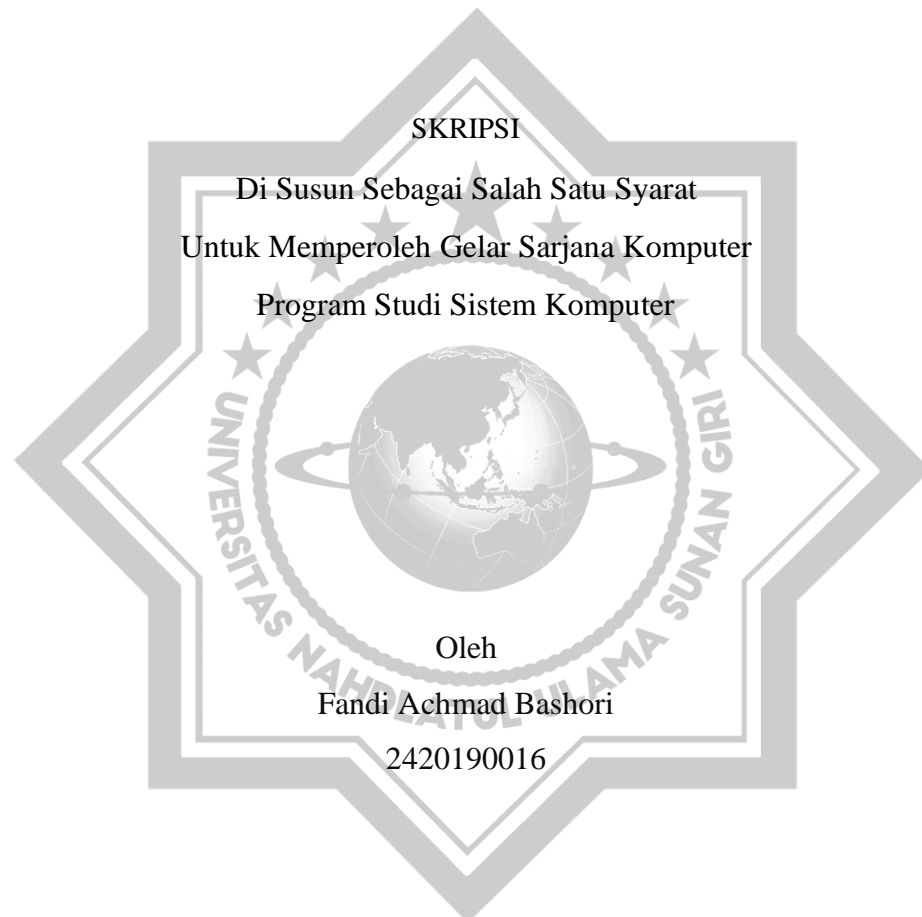 SKRIPSI
Di Susun Sebagai Salah Satu Syarat
Untuk Memperoleh Gelar Sarjana Komputer
Program Studi Sistem Komputer
UNIVERSITAS NAHDLATUL ULAMA SUNAN GIRI
Oleh
Fandi Achmad Bashori
2420190016